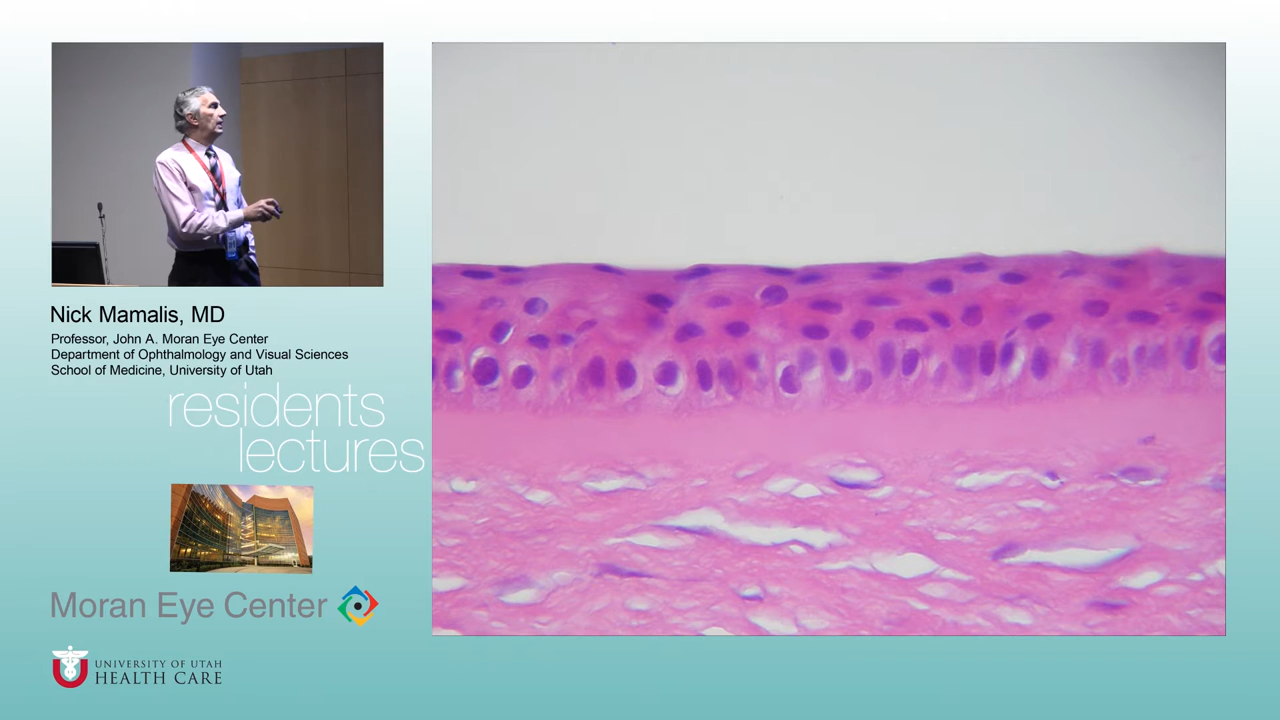 Nick Mamalis, MD
Professor, John A. Moran Eye Center
Department of Ophthalmology and Visual Sciences
School of Medicine, University of Utah
residents
lectures
Moran Eye Center
UNIVERSITY OF UTAH
HEALTH CARE